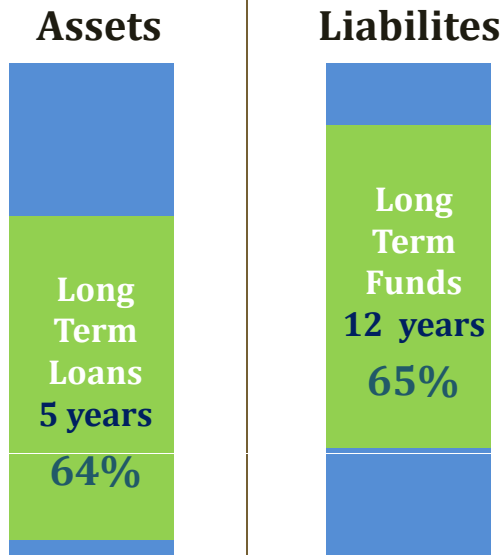 Assets
Long
Term
Loans
5 years
64%
Liabilites
Long
Term
Funds
12 years
65%